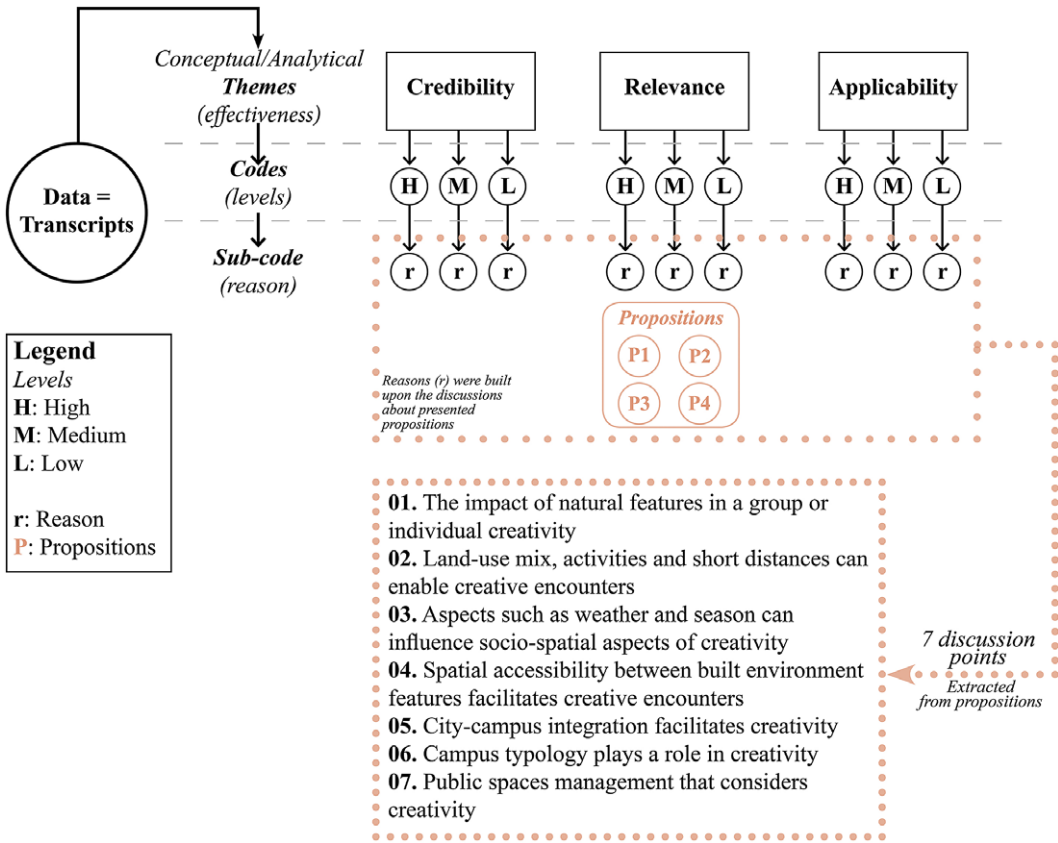 Conceptual/Analytical
Themes
(effectiveness)
Credibility
Relevance
Applicability
Data =
Transcripts
Codes
(levels)
H M L
H M L
H M L
Sub-code
(reason)
r r r
r r r
r r r
Legend
Levels
H: High
M: Medium
L: Low
r: Reason
P: Propositions
Reasons (r) were built
upon the discussions
about presented
propositions
Propositions
P1 P2
P3 P4
01. The impact of natural features in a group or
individual creativity
02. Land-use mix, activities and short distances can
enable creative encounters
03. Aspects such as weather and season can
influence socio-spatial aspects of creativity
04. Spatial accessibility between built environment
features facilitates creative encounters
05. City-campus integration facilitates creativity
06. Campus typology plays a role in creativity
07. Public spaces management that considers
creativity
7 discussion
points
Extracted
from propositions